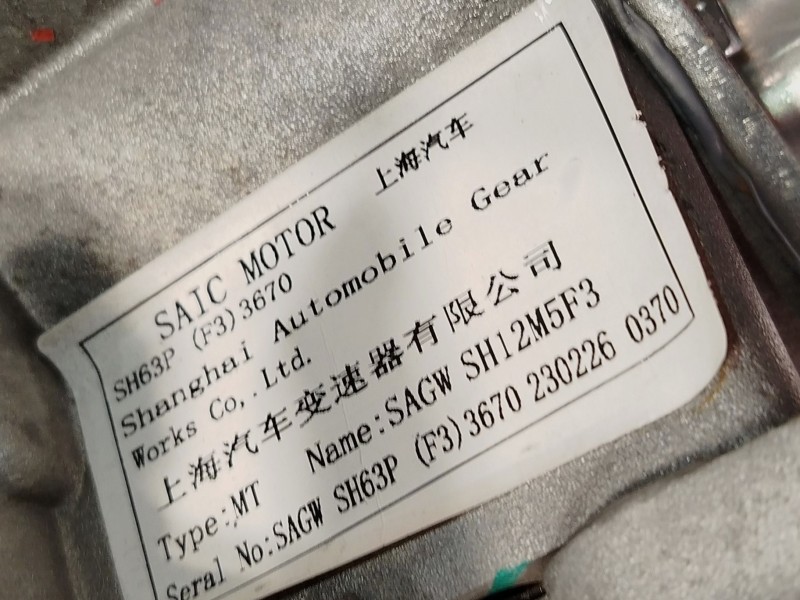 SAIC MOTOR 上海汽车
SH63P (F3)3670
Shanghai Automobile Gear
Works Co,.Ltd.
上海汽车变速器有限公司
Type:MT Name:SAGW SH12M5F3
Seral No:SAGW SH63P (F3)3670 230226 0370